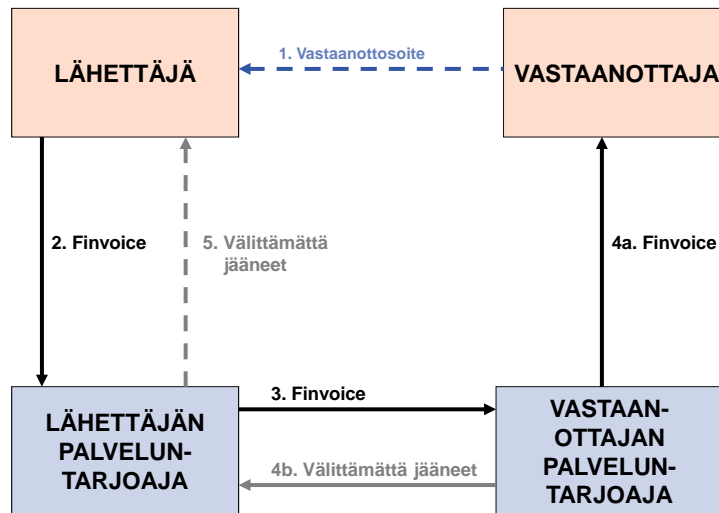 1. Vastaanottosoite
LÄHETTÄJÄ
VASTAANOTTAJA
2. Finvoice
5. Välittämättä
jääneet
4a. Finvoice
3. Finvoice
LÄHETTÄJÄN
PALVELUN-
TARJOAJA
4b. Välittämättä jääneet
VASTAAN-
OTTAJAN
PALVELUN-
TARJOAJA